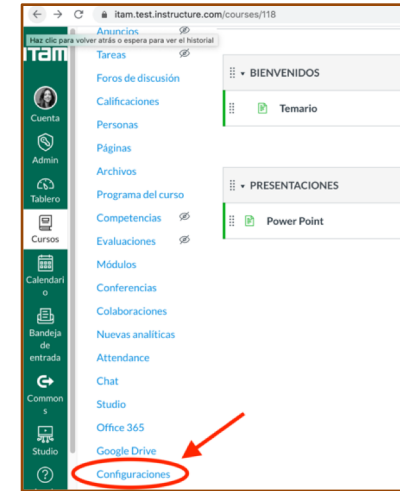 itam.test.instructure.com/courses/118
Haz clic para volver atrás o espera para ver el historial
Anuncios
ITam
Tareas
Foros de discusión
Calificaciones
Personas
Páginas
Archivos
Programa del curso
Competencias
Evaluaciones
Módulos
Conferencias
Colaboraciones
Nuevas analíticas
Attendance
Chat
Studio
Office 365
Google Drive
Configuraciones
Cuenta
Admin
Tablero
Cursos
Calendari
o
Bandeja
de
entrada
Common
s
Studio
BIENVENIDOS
Temario
PRESENTACIONES
Power Point